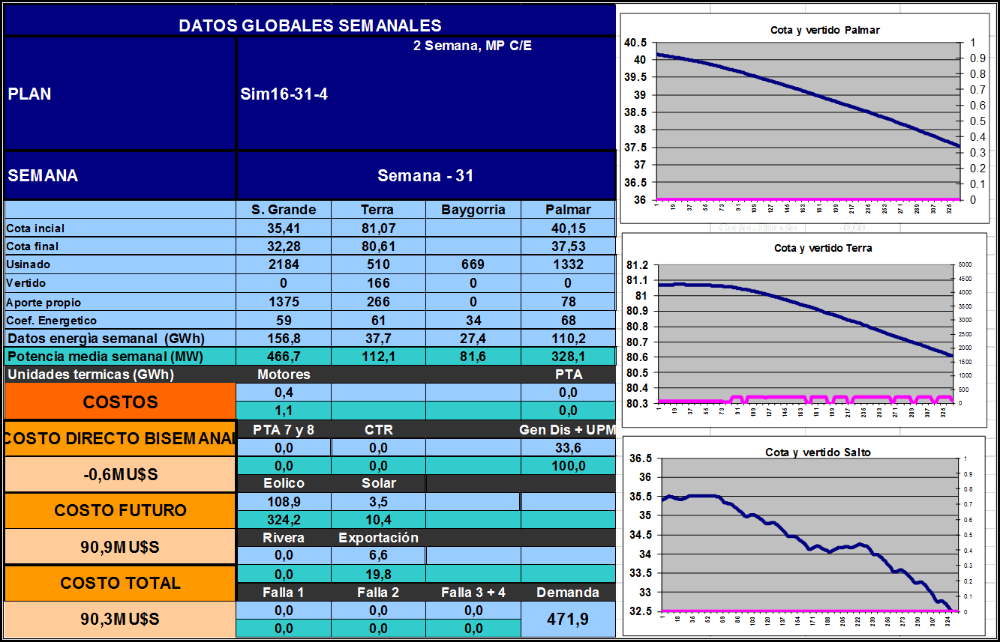 DATOS GLOBALES SEMANALES
PLAN
2 Semana, MP C/E
Sim16-31-4
SEMANA
Semana - 31
S. Grande Terra Baygorria Palmar
Cota incial 35,41 81,07 40,15
Cota final 32,28 80,61 37,53
Usinado 2184 510 669 1332
Vertido 0 166 0 0
Aporte propio 1375 266 0 78
Coef. Energetico 59 61 34 68
Datos energìa semanal (GWh) 156,8 37,7 27,4 110,2
Potencia media semanal (MW) 466,7 112,1 81,6 328,1
Unidades termicas (GWh) Motores PTA
COSTOS
0,4 0,0
1,1 0,0
COSTO DIRECTO BISEMANAL
PTA 7 y 8 CTR Gen Dis + UPM
0,0 0,0 33,6
-0,6MU$S
0,0 0,0 100,0
Eolico Solar
COSTO FUTURO
108,9 3,5
324,2 10,4
90,9MU$S
Rivera Exportación
0,0 6,6
COSTO TOTAL
0,0 19,8
Falla 1 Falla 2 Falla 3 + 4 Demanda
90,3MU$S
0,0 0,0 0,0 471,9
0,0 0,0 0,0
Cota y vertido Palmar
40.5 1
40 0.9
39.5 0.8
39 0.7
38.5 0.6
38 0.5
37.5 0.4
37 0.3
36.5 0.2
36 0.1
0
1 19 37 55 73 91 109 127 145 163 181 199 217 235 253 271 289 307 325
Cota y vertido Terra
81.2 5000
81.1 4500
81 4000
80.9 3500
80.8 3000
80.7 2500
80.6 2000
80.5 1500
80.4 1000
80.3 500
0
1 19 37 55 73 91 109 127 145 163 181 199 217 235 253 271 289 307 325
Cota y vertido Salto
36.5 1
36 0.9
35.5 0.8
35 0.7
34.5 0.6
34 0.5
33.5 0.4
33 0.3
32.5 0.2
0.1
0
1 18 35 52 69 86 103 120 137 154 171 188 205 222 239 256 273 290 307 324